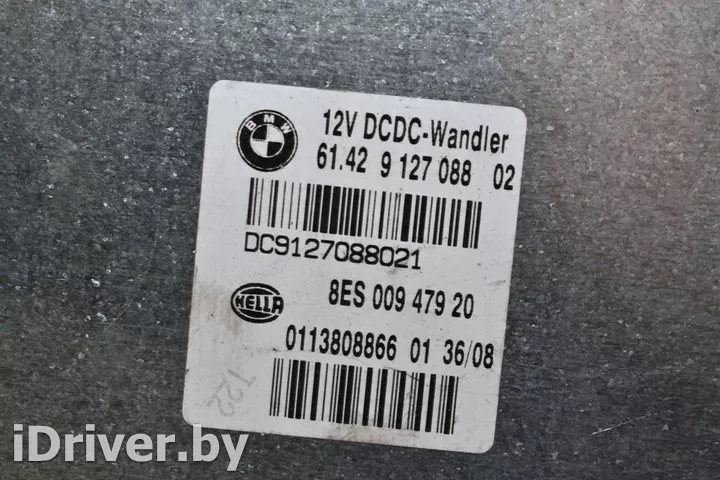 BMW
12V DCDC-Wandler
61.42 9 127 088 02
DC9127088021
HELLA
8ES 009 479 20
0113808866 01 36/08
T22
iDriver.by